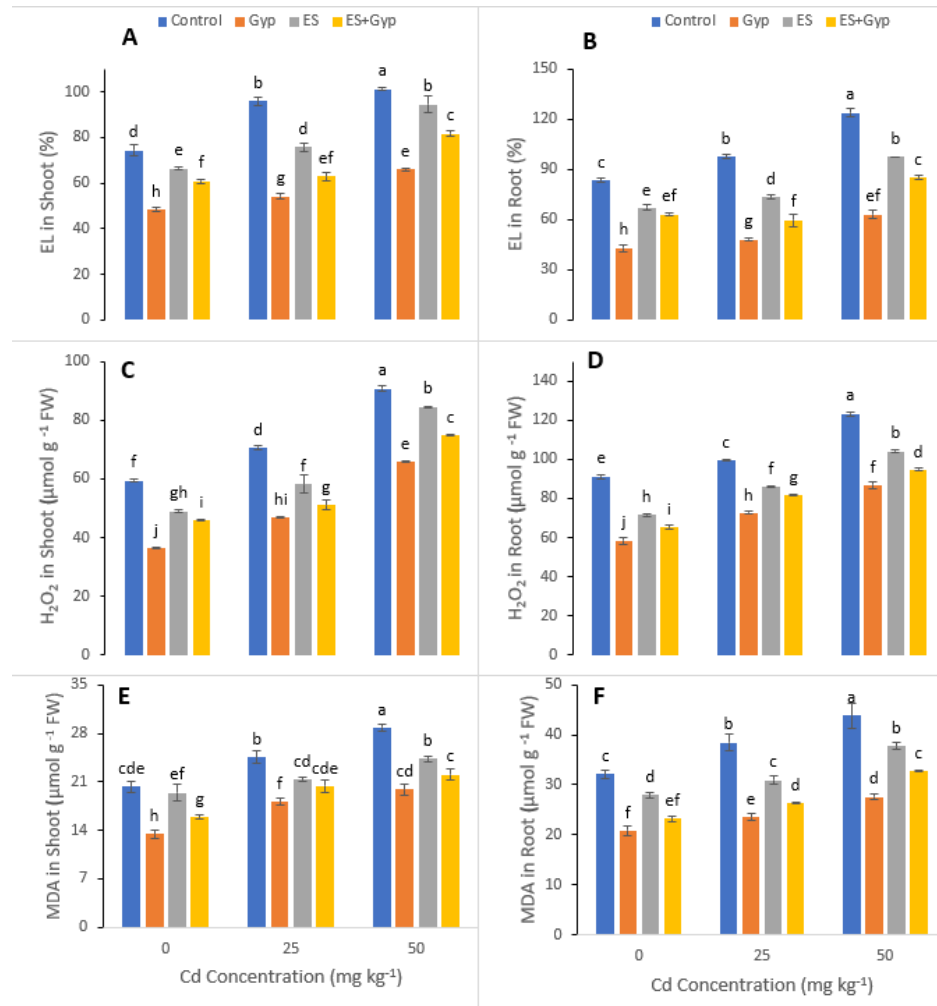 Control Gyp ES ES+Gyp
A
EL in Shoot (%)
100
80
60
40
20
0
d h e f
b g d ef
a e b c
Control Gyp ES ES+Gyp
B
EL in Root (%)
150
120
90
60
30
0
c m e ef
b g d f
a ef b c
C
H₂O₂ in Shoot (µmol g ⁻¹ FW)
100
80
60
40
20
0
f j gh i
d hi f g
a e b c
D
H₂O₂ in Root (µmol g ⁻¹ FW)
140
120
100
80
60
40
20
0
e j h i
c h f g
a f b d
E
MDA in Shoot (µmol g ⁻¹ FW)
35
28
21
14
7
0
cde h ef g
b f cd cde
a cd b c
0 25 50
Cd Concentration (mg kg⁻¹)
F
MDA in Root (µmol g ⁻¹ FW)
50
40
30
20
10
0
c f d ef
b e c d
a d b c
0 25 50
Cd Concentration (mg kg⁻¹)